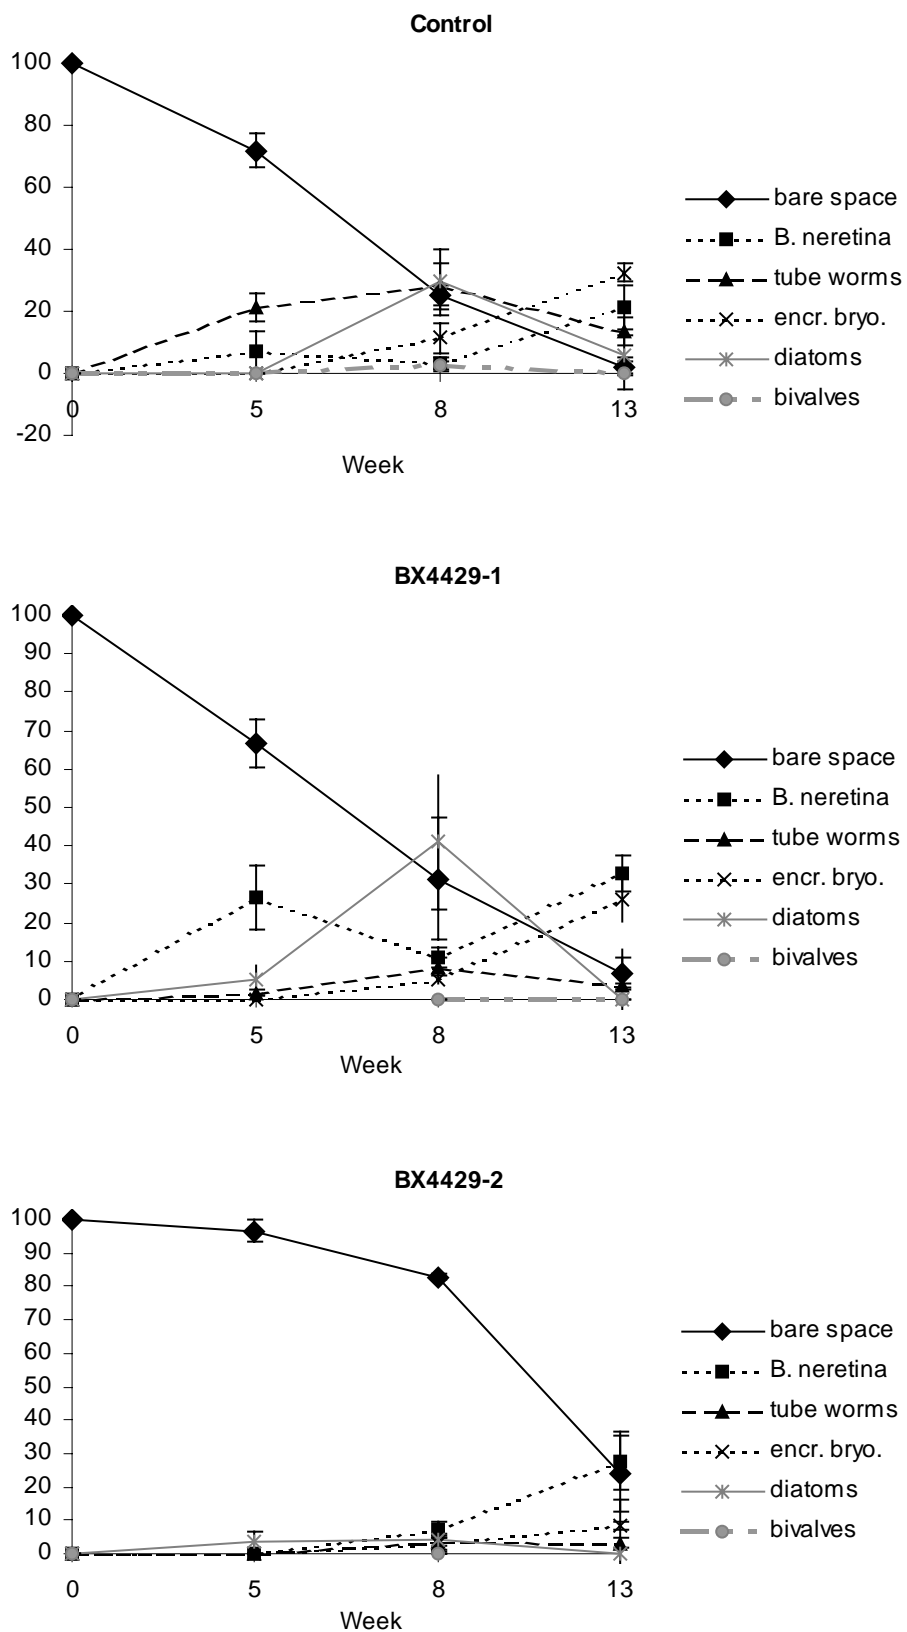 Control
100
80
60
40
20
0
-20
0 5 8 13
Week
bare space
B. neretina
tube worms
encr. bryo.
diatoms
bivalves
BX4429-1
100
90
80
70
60
50
40
30
20
10
0
0 5 8 13
Week
bare space
B. neretina
tube worms
encr. bryo.
diatoms
bivalves
BX4429-2
100
90
80
70
60
50
40
30
20
10
0
0 5 8 13
Week
bare space
B. neretina
tube worms
encr. bryo.
diatoms
bivalves